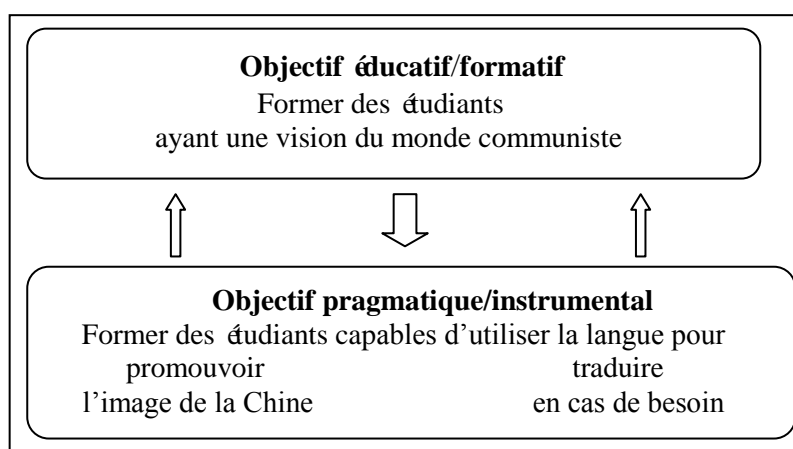 Objectif éducatif/formatif
Former des étudiants
ayant une vision du monde communiste
Objectif pragmatique/instrumental
Former des étudiants capables d’utiliser la langue pour
promouvoir traduire
l’image de la Chine en cas de besoin